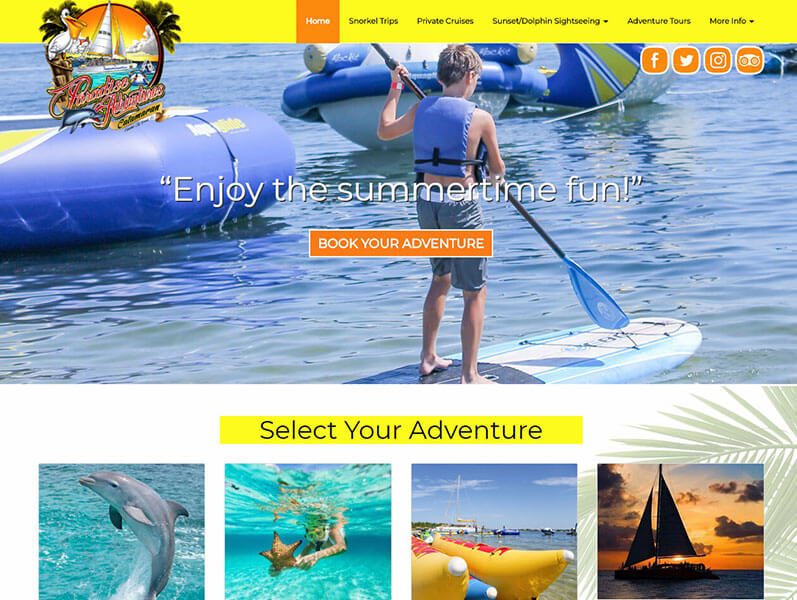 Home
Snorkel Trips
Private Cruises
Sunset/Dolphin Sightseeing
Adventure Tours
More Info
Paradise
Adventures
Catamaran
“Enjoy the summertime fun!”
BOOK YOUR ADVENTURE
Select Your Adventure